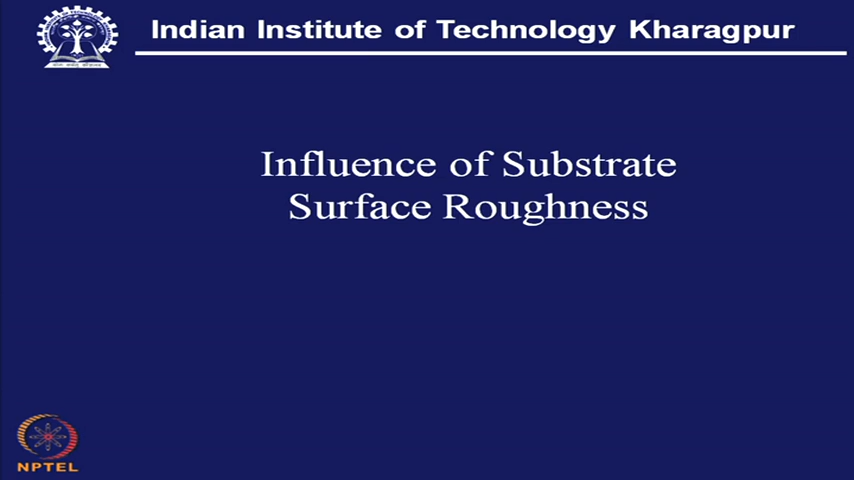 Indian Institute of Technology Kharagpur
Influence of Substrate
Surface Roughness
NPTEL